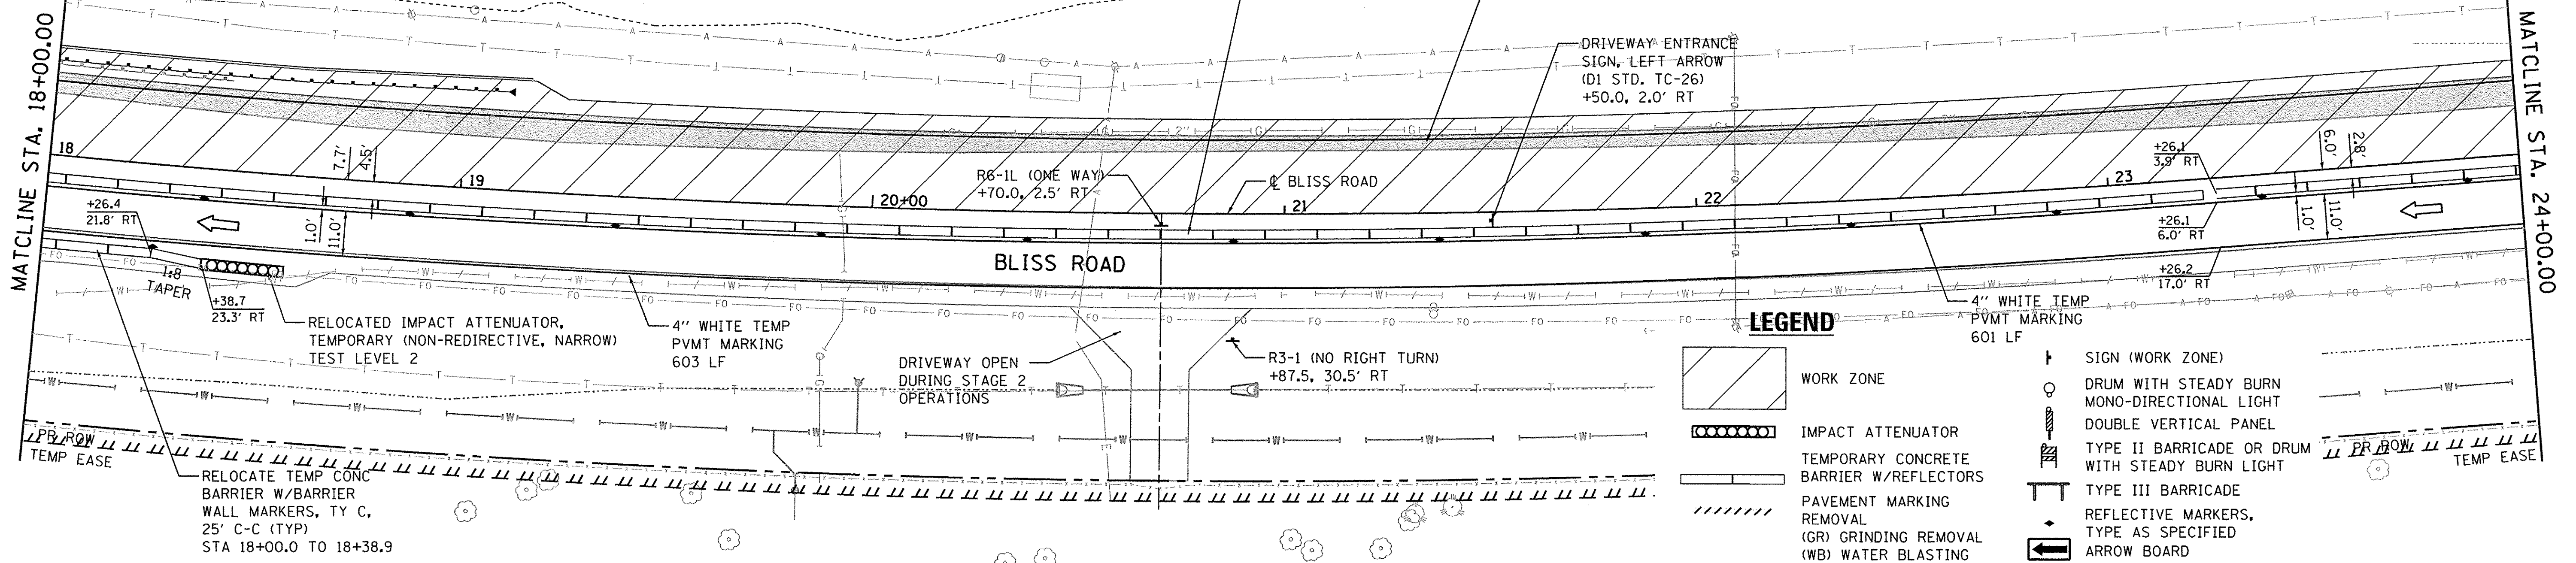 MATCLINE STA. 18+00.00
MATCLINE STA. 24+00.00
DRIVEWAY ENTRANCE
SIGN, LEFT ARROW
(D1 STD. TC-26)
+50.0, 2.0' RT
18
19
20+00
21
22
23
7.7'
4.5'
1.0'
11.0'
R6-1L (ONE WAY)
+70.0, 2.5' RT
℄ BLISS ROAD
+26.1
3.9' RT
6.0'
2.8'
+26.1
6.0' RT
1.0'
11.0'
+26.4
21.8' RT
BLISS ROAD
+26.2
17.0' RT
1:8
TAPER
+38.7
23.3' RT
RELOCATED IMPACT ATTENUATOR,
TEMPORARY (NON-REDIRECTIVE, NARROW)
TEST LEVEL 2
4" WHITE TEMP
PVMT MARKING
603 LF
DRIVEWAY OPEN
DURING STAGE 2
OPERATIONS
R3-1 (NO RIGHT TURN)
+87.5, 30.5' RT
4" WHITE TEMP
PVMT MARKING
601 LF
PR ROW
TEMP EASE
RELOCATE TEMP CONC
BARRIER W/BARRIER
WALL MARKERS, TY C,
25' C-C (TYP)
STA 18+00.0 TO 18+38.9
LEGEND
WORK ZONE
IMPACT ATTENUATOR
TEMPORARY CONCRETE
BARRIER W/REFLECTORS
PAVEMENT MARKING
REMOVAL
(GR) GRINDING REMOVAL
(WB) WATER BLASTING
SIGN (WORK ZONE)
DRUM WITH STEADY BURN
MONO-DIRECTIONAL LIGHT
DOUBLE VERTICAL PANEL
TYPE II BARRICADE OR DRUM
WITH STEADY BURN LIGHT
TYPE III BARRICADE
REFLECTIVE MARKERS,
TYPE AS SPECIFIED
ARROW BOARD
PR ROW
TEMP EASE